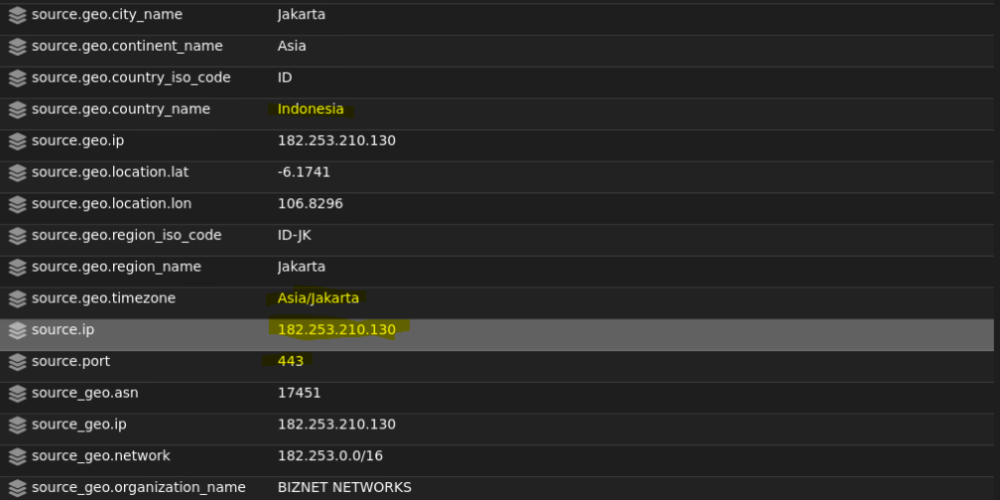 source.geo.city_name Jakarta
source.geo.continent_name Asia
source.geo.country_iso_code ID
source.geo.country_name Indonesia
source.geo.ip 182.253.210.130
source.geo.location.lat -6.1741
source.geo.location.lon 106.8296
source.geo.region_iso_code ID-JK
source.geo.region_name Jakarta
source.geo.timezone Asia/Jakarta
source.ip 182.253.210.130
source.port 443
source_geo.asn 17451
source_geo.ip 182.253.210.130
source_geo.network 182.253.0.0/16
source_geo.organization_name BIZNET NETWORKS